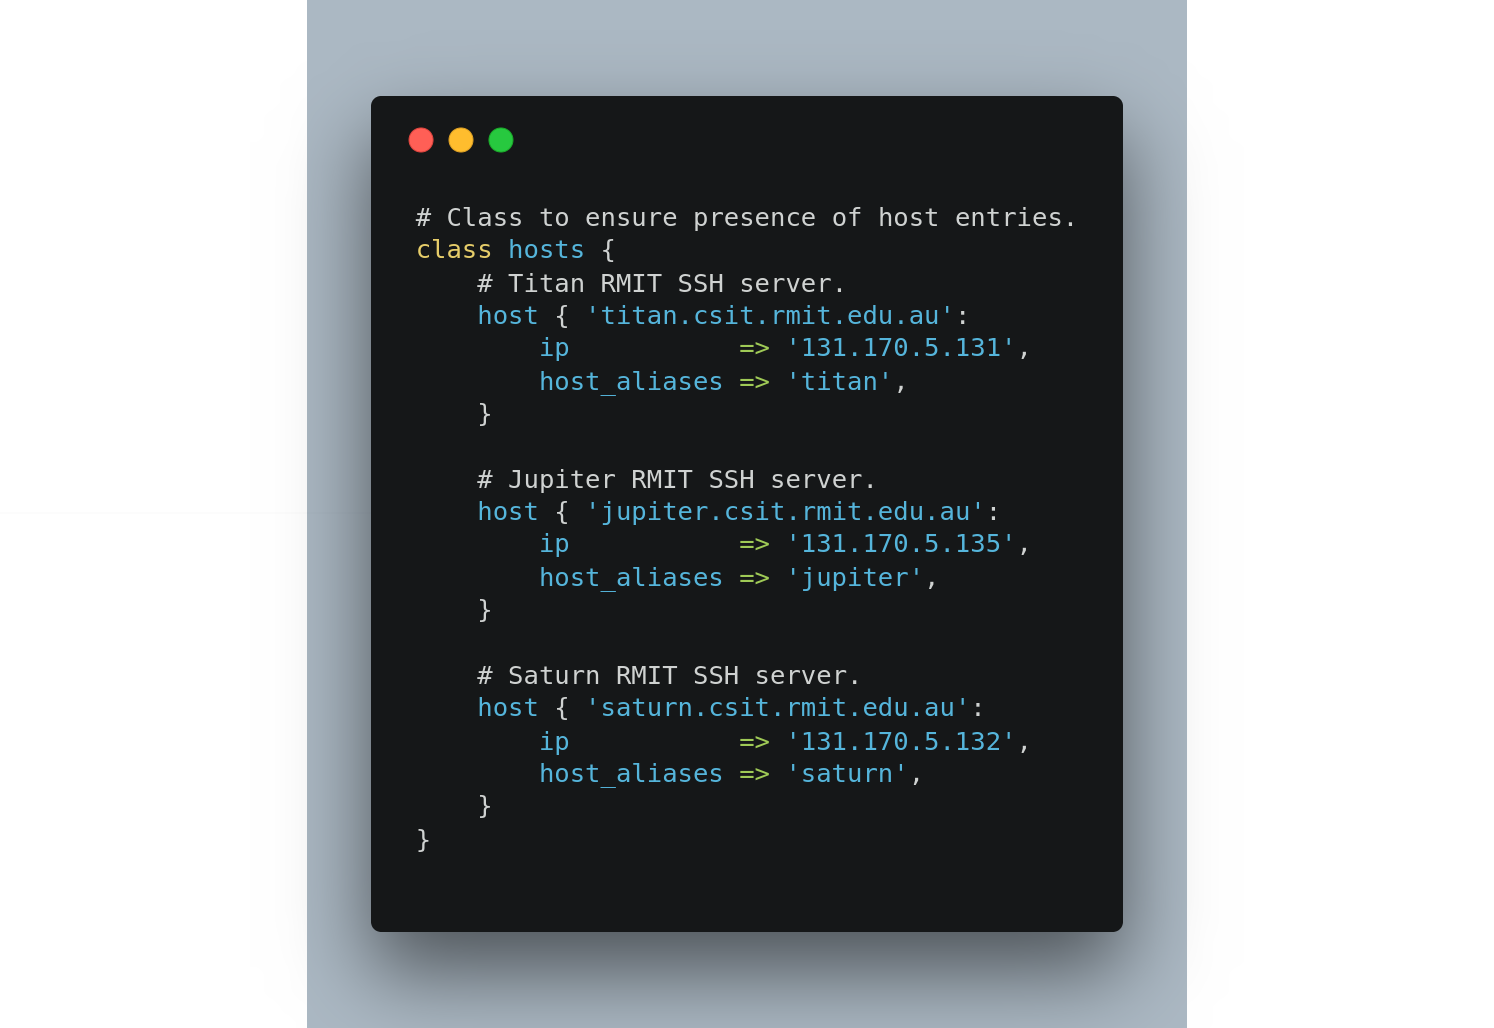 # Class to ensure presence of host entries.
class hosts {
    # Titan RMIT SSH server.
    host { 'titan.csit.rmit.edu.au':
        ip           => '131.170.5.131',
        host_aliases => 'titan',
    }

    # Jupiter RMIT SSH server.
    host { 'jupiter.csit.rmit.edu.au':
        ip           => '131.170.5.135',
        host_aliases => 'jupiter',
    }

    # Saturn RMIT SSH server.
    host { 'saturn.csit.rmit.edu.au':
        ip           => '131.170.5.132',
        host_aliases => 'saturn',
    }
}